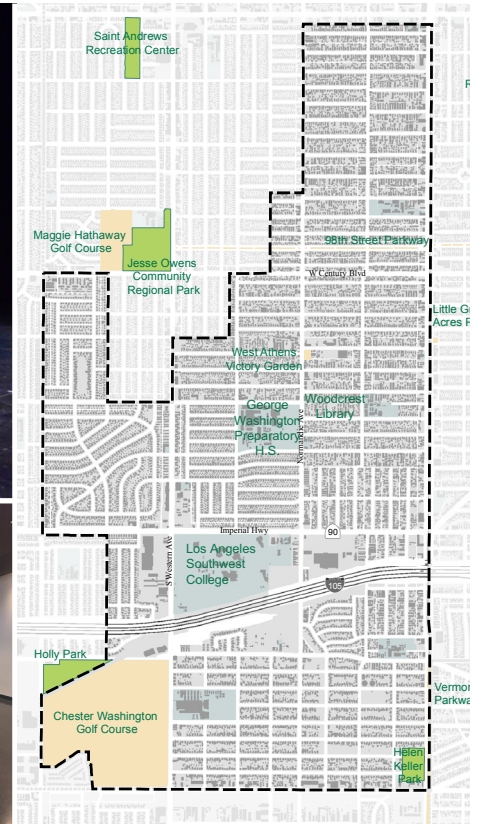 Saint Andrews
Recreation Center
R
Maggie Hathaway
Golf Course
98th Street Parkway
Jesse Owens
Community
Regional Park
W Century Blvd
Little Gr
Acres P
West Athens
Victory Garden
George
Washington
Preparatory
H.S.
Woodcrest
Library
Normandie Ave
Imperial Hwy
90
S Western Ave
Los Angeles
Southwest
College
105
Holly Park
Chester Washington
Golf Course
Vermon
Parkwa
Helen
Keller
Park